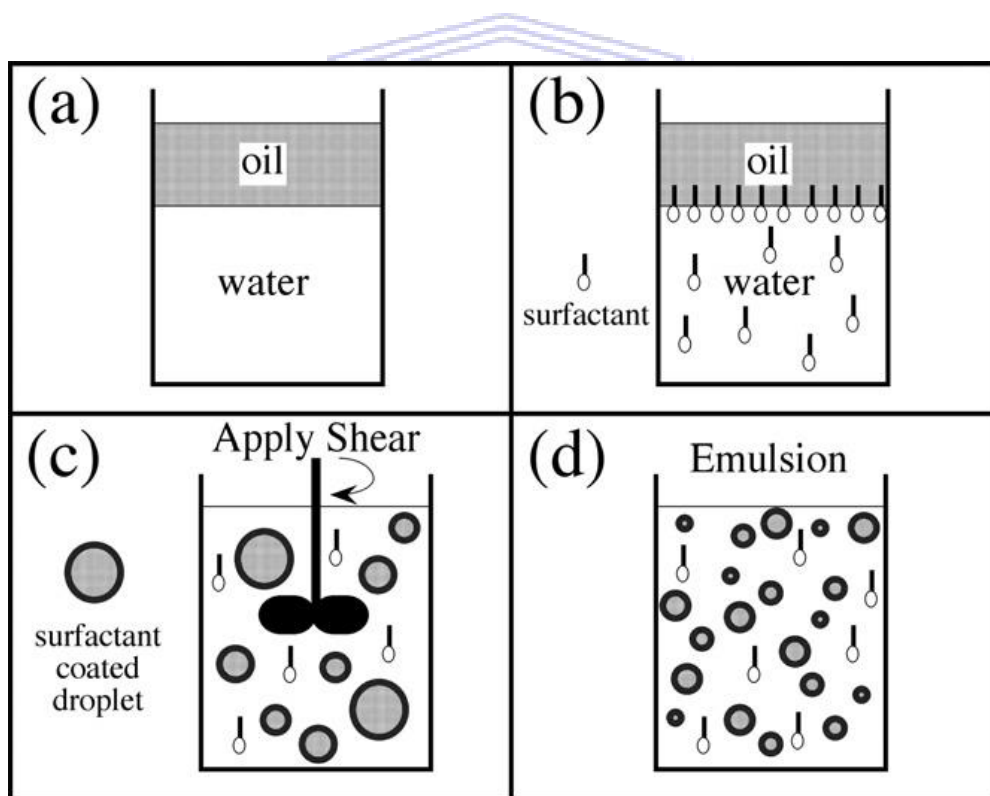 (a)
oil
water
(b)
oil
water
surfactant
(c)
Apply Shear
surfactant
coated
droplet
(d)
Emulsion